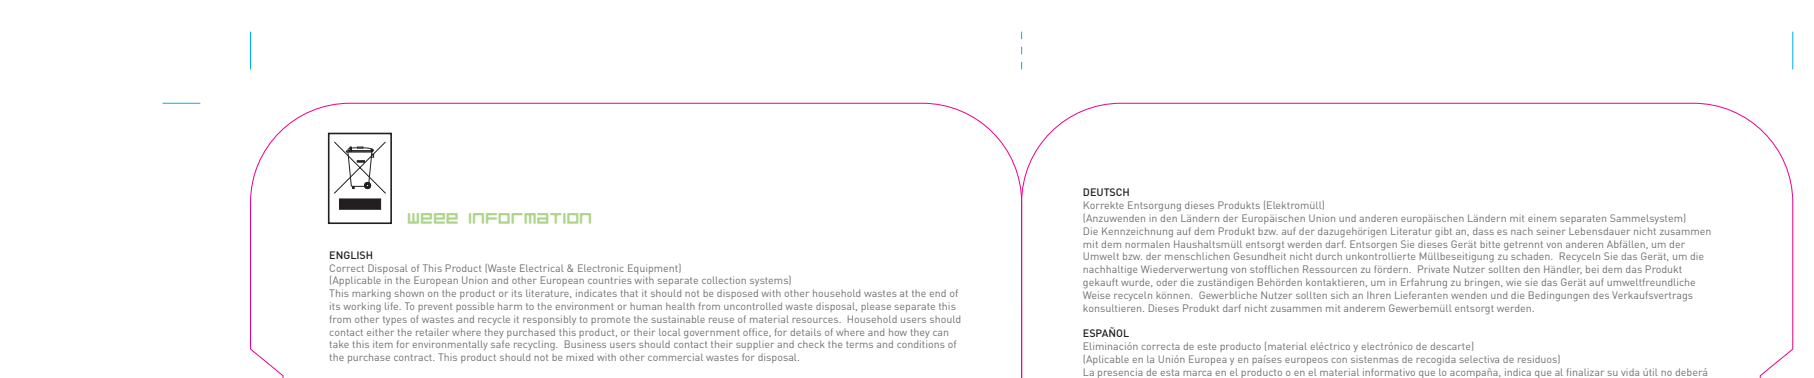 weee information
ENGLISH
Correct Disposal of This Product (Waste Electrical & Electronic Equipment)
(Applicable in the European Union and other European countries with separate collection systems)
This marking shown on the product or its literature, indicates that it should not be disposed with other household wastes at the end of
its working life. To prevent possible harm to the environment or human health from uncontrolled waste disposal, please separate this
from other types of wastes and recycle it responsibly to promote the sustainable reuse of material resources. Household users should
contact either the retailer where they purchased this product, or their local government office, for details of where and how they can
take this item for environmentally safe recycling. Business users should contact their supplier and check the terms and conditions of
the purchase contract. This product should not be mixed with other commercial wastes for disposal.
DEUTSCH
Korrekte Entsorgung dieses Produkts (Elektromüll)
(Anzuwenden in den Ländern der Europäischen Union und anderen europäischen Ländern mit einem separaten Sammelsystem)
Die Kennzeichnung auf dem Produkt bzw. auf der dazugehörigen Literatur gibt an, dass es nach seiner Lebensdauer nicht zusammen
mit dem normalen Haushaltsmüll entsorgt werden darf. Entsorgen Sie dieses Gerät bitte getrennt von anderen Abfällen, um der
Umwelt bzw. der menschlichen Gesundheit nicht durch unkontrollierte Müllbeseitigung zu schaden. Recyceln Sie das Gerät, um die
nachhaltige Wiederverwertung von stofflichen Ressourcen zu fördern. Private Nutzer sollten den Händler, bei dem das Produkt
gekauft wurde, oder die zuständigen Behörden kontaktieren, um in Erfahrung zu bringen, wie sie das Gerät auf umweltfreundliche
Weise recyceln können. Gewerbliche Nutzer sollten sich an Ihren Lieferanten wenden und die Bedingungen des Verkaufsvertrags
konsultieren. Dieses Produkt darf nicht zusammen mit anderem Gewerbemüll entsorgt werden.
ESPAÑOL
Eliminación correcta de este producto (material eléctrico y electrónico de descarte)
(Aplicable en la Unión Europea y en países europeos con sistenmas de recogida selectiva de residuos)
La presencia de esta marca en el producto o en el material informativo que lo acompaña, indica que al finalizar su vida útil no deberá